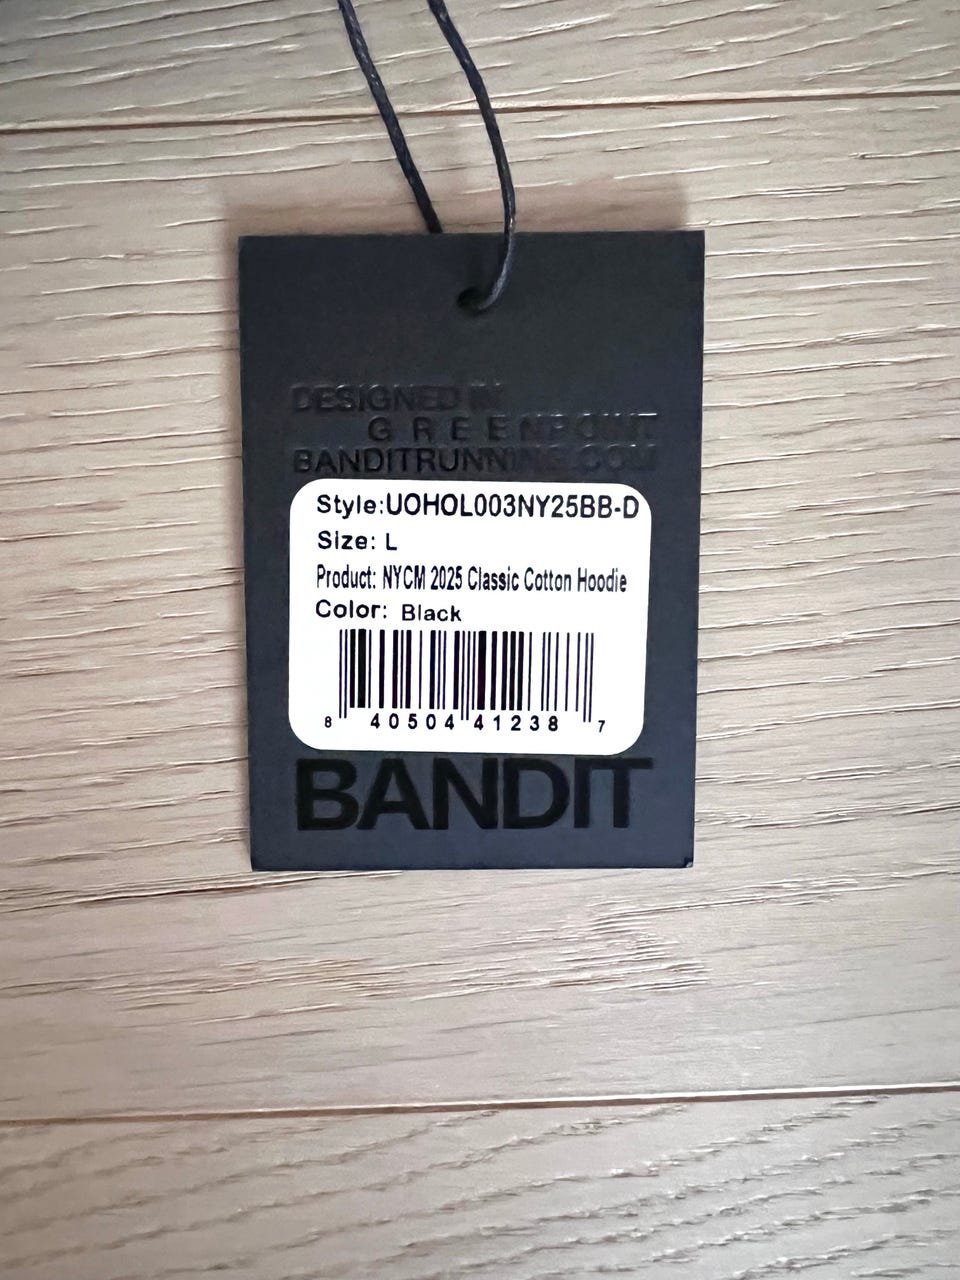 DESIGNED IN
GREENPOINT
BANDITRUNNING.COM
Style:UOHOL003NY25BB-D
Size: L
Product: NYCM 2025 Classic Cotton Hoodie
Color: Black
8 40504 41238 7
BANDIT